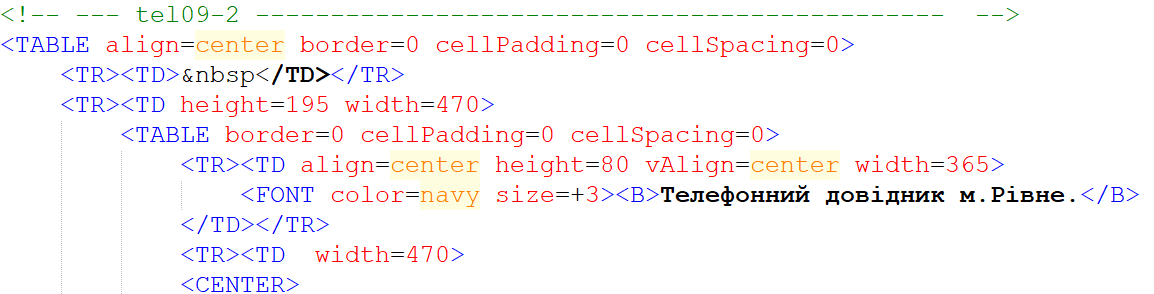 <!-- --- tel09-2 ---------------------------------------------- -->
<TABLE align=center border=0 cellPadding=0 cellSpacing=0>
<TR><TD>&nbsp</TD></TR>
<TR><TD height=195 width=470>
<TABLE border=0 cellPadding=0 cellSpacing=0>
<TR><TD align=center height=80 vAlign=center width=365>
<FONT color=navy size=+3><B>Телефонний довідник м.Рівне.</B>
</TD></TR>
<TR><TD  width=470>
<CENTER>